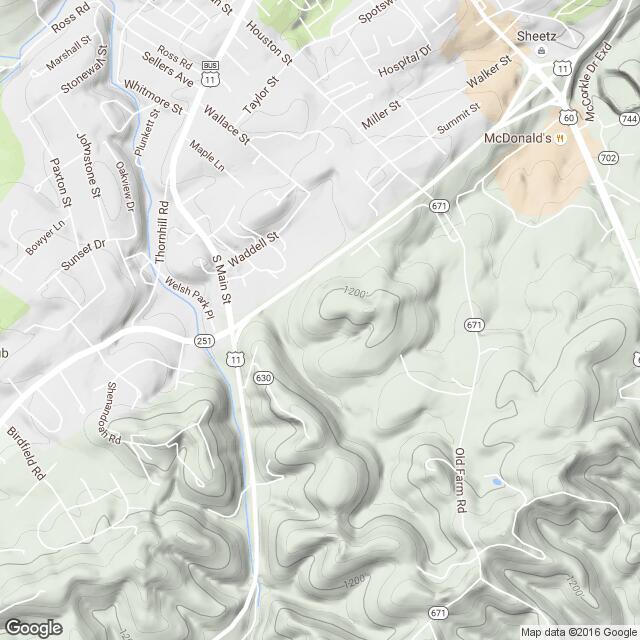 Ross Rd
Marshall St
Stonewall St
Ross Rd
Sellers Ave
Houston St
Spotsw
Sheetz
BUS
11
Hospital Dr
Walker St
11
McCorkle Dr Exd
Whitmore St
Taylor St
Wallace St
Miller St
Summit St
60
744
Plunkett St
McDonald's
Johnstone St
Maple Ln
702
Paxton St
Oakview Dr
Thornhill Rd
671
Bowyer Ln
Sunset Dr
Waddell St
S Main St
Welsh Park Pl
1200'
671
251
ub
11
630
Shenandoah Rd
Birdfield Rd
Old Farm Rd
1200'
1200'
671
Google
Map data ©2016 Google